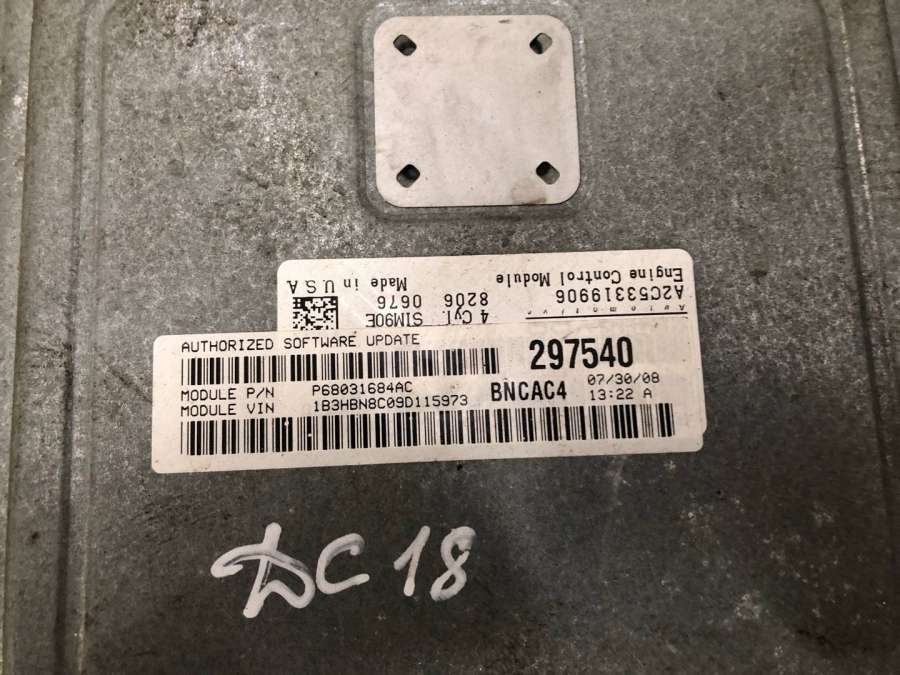 Engine Control Module
A2C53319906
Automotive
Made in U.S.A
8206 0676
4 Cyl SIM90E
AUTHORIZED SOFTWARE UPDATE
297540
MODULE P/N P68031684AC
MODULE VIN 1B3HBN8C09D115973
BNCAC4
07/30/08
13:22 A
DC 18